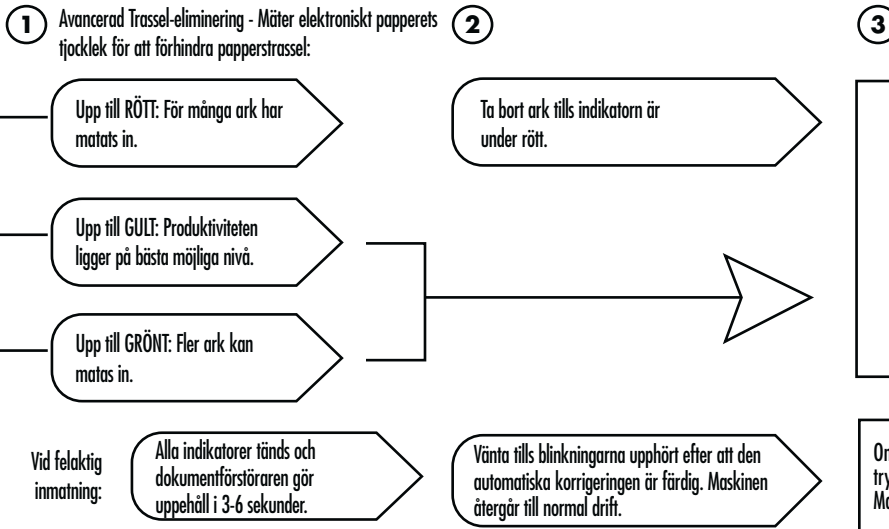 1
Avancerad Trassel-eliminering - Mäter elektroniskt papperets
tjocklek för att förhindra papperstrassel:
2
3
Upp till RÖTT: För många ark har
matats in.
Ta bort ark tills indikatorn är
under rött.
Upp till GULT: Produktiviteten
ligger på bästa möjliga nivå.
Upp till GRÖNT: Fler ark kan
matas in.
Vid felaktig
inmatning:
Alla indikatorer tänds och
dokumentförstöraren gör
uppehåll i 3-6 sekunder.
Vänta tills blinkningarna upphört efter att den
automatiska korrigeringen är färdig. Maskinen
återgår till normal drift.